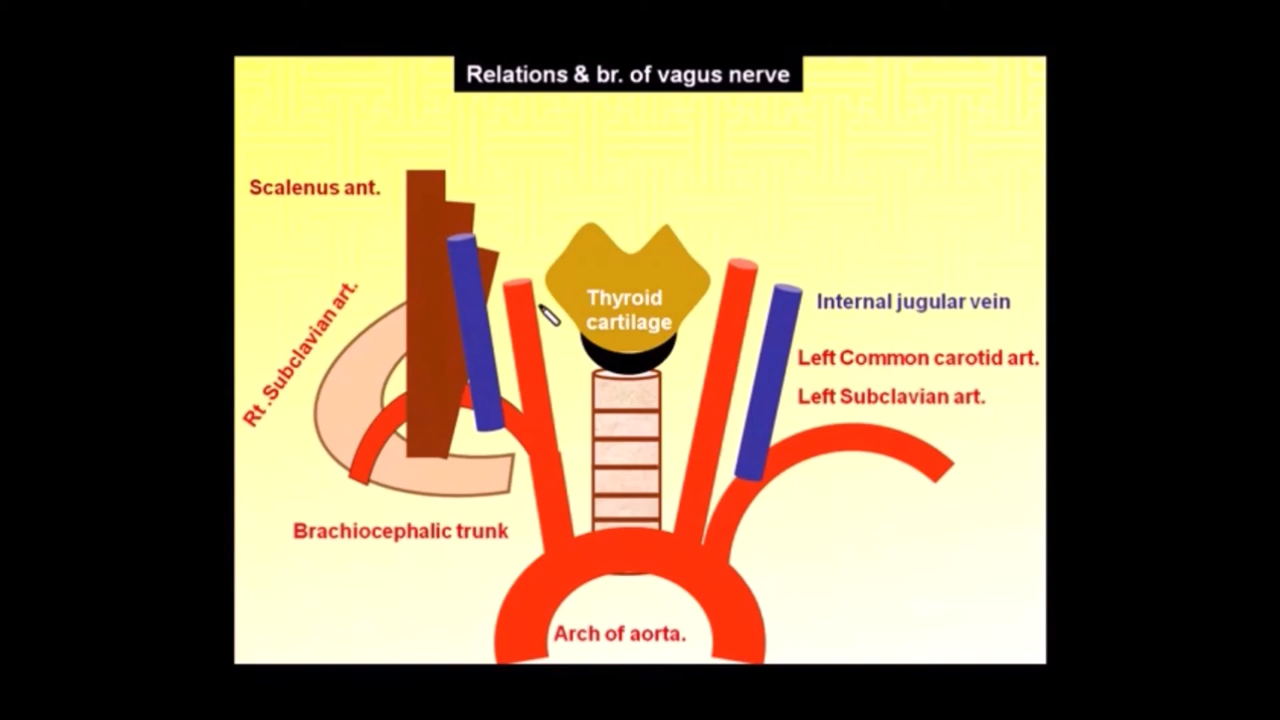 Relations & br. of vagus nerve
Scalenus ant.
Rt .Subclavian art.
Thyroid
cartilage
Internal jugular vein
Left Common carotid art.
Left Subclavian art.
Brachiocephalic trunk
Arch of aorta.